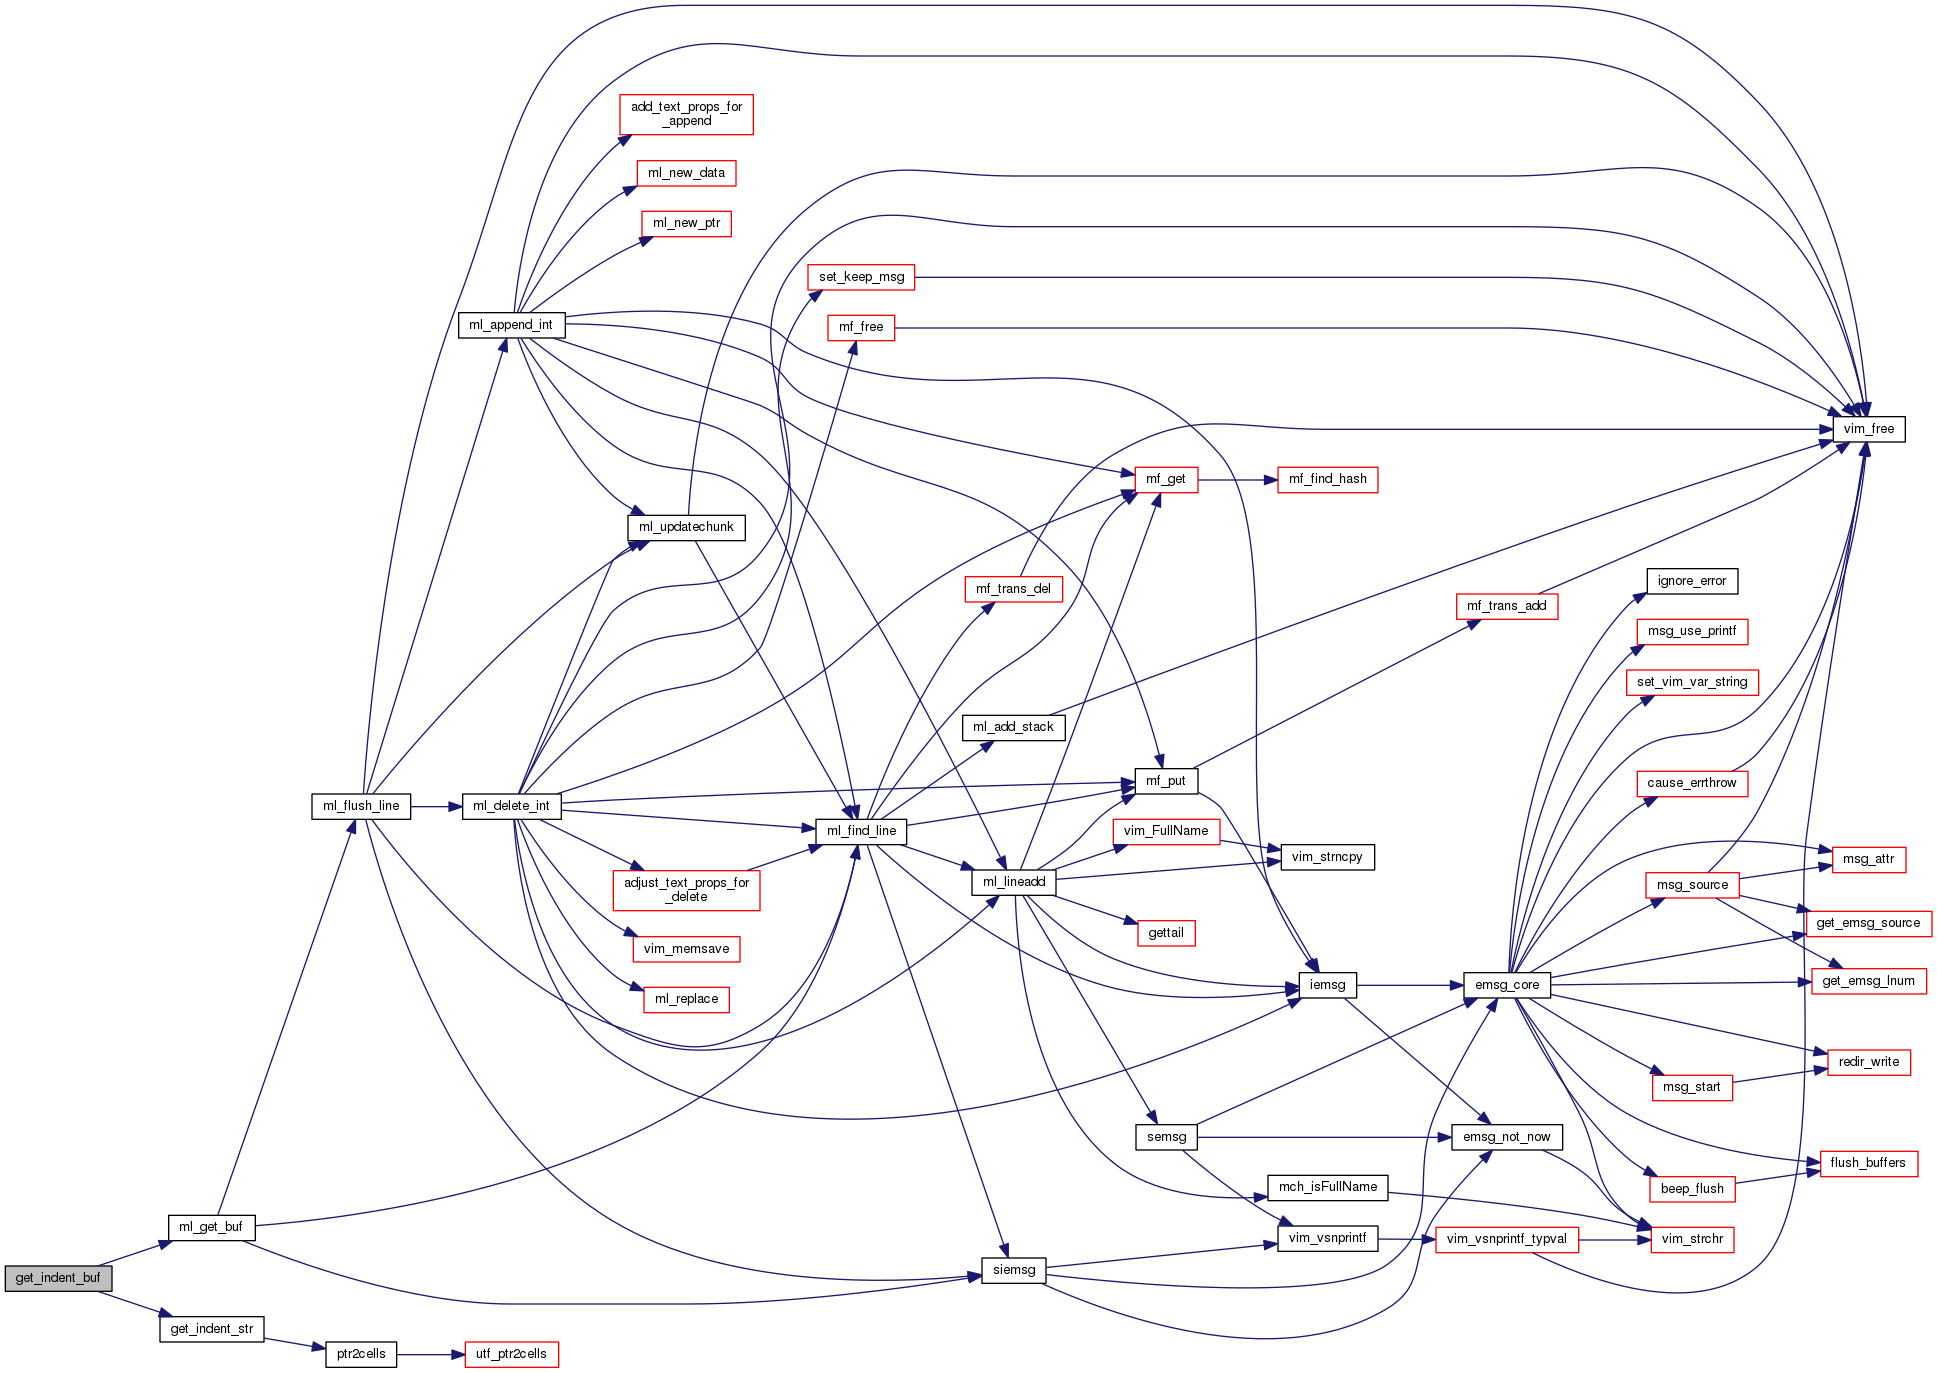 add_text_props_for
_append
ml_new_data
ml_new_ptr
set_keep_msg
ml_append_int
mf_free
vim_free
mf_get
mf_find_hash
ml_updatechunk
mf_trans_del
ignore_error
mf_trans_add
msg_use_printf
set_vim_var_string
ml_add_stack
mf_put
cause_errthrow
ml_flush_line
ml_delete_int
ml_find_line
vim_FullName
vim_strncpy
msg_attr
adjust_text_props_for
_delete
ml_lineadd
msg_source
get_emsg_source
gettail
vim_memsave
ml_replace
iemsg
emsg_core
get_emsg_lnum
redir_write
msg_start
semsg
emsg_not_now
flush_buffers
mch_isFullName
beep_flush
ml_get_buf
vim_vsnprintf
vim_vsnprintf_typval
vim_strchr
get_indent_buf
siemsg
get_indent_str
ptr2cells
utf_ptr2cells